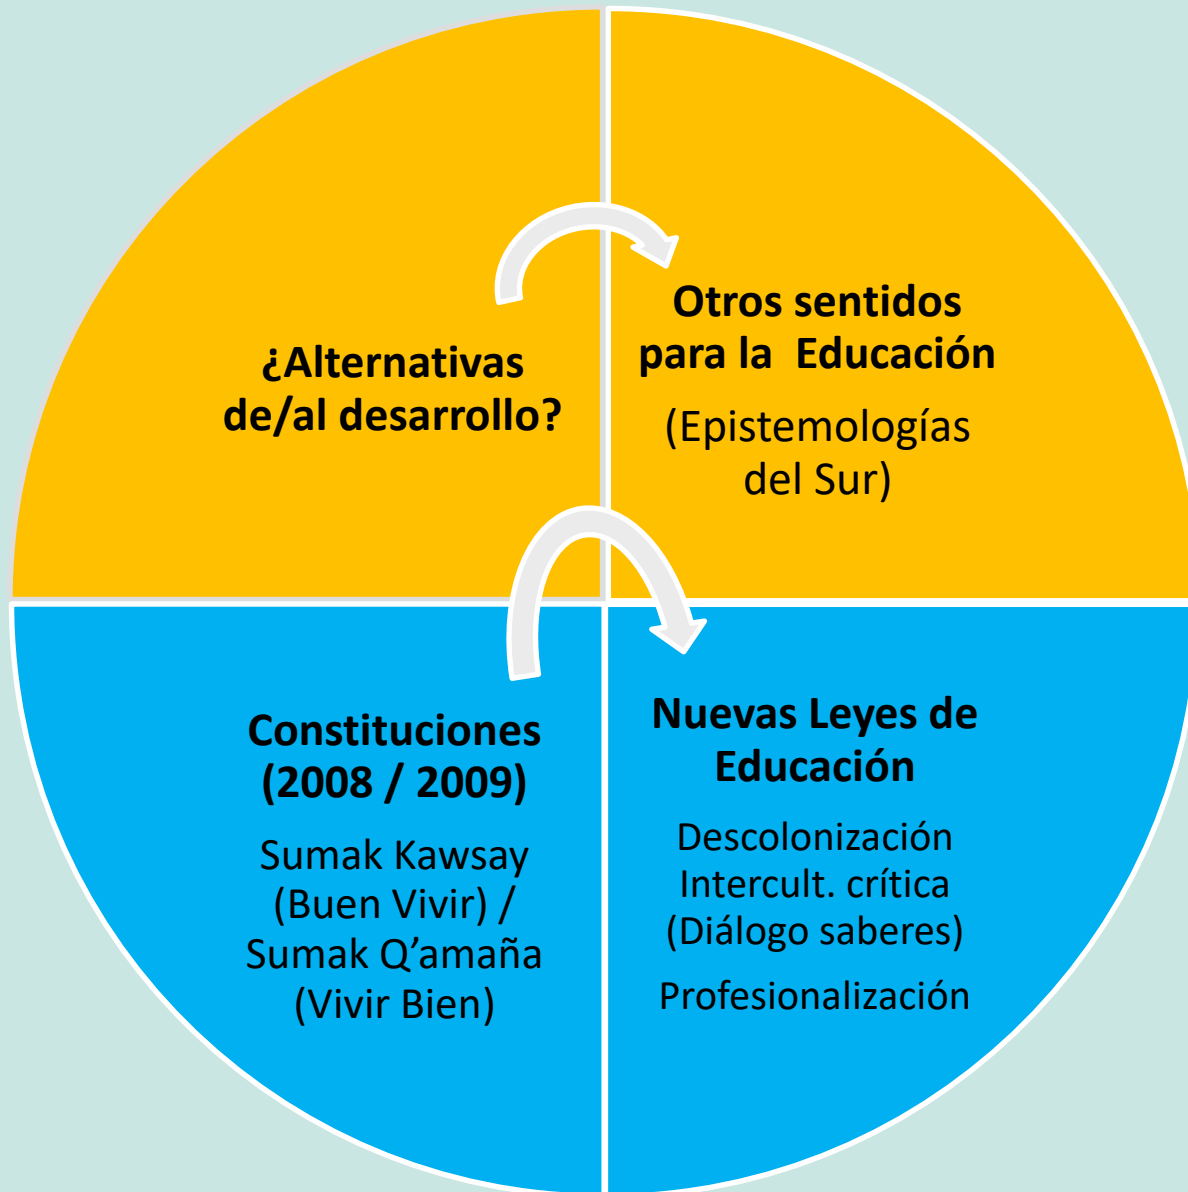 ¿Alternativas
de/al desarrollo?
Otros sentidos
para la Educación
(Epistemologías
del Sur)
Constituciones
(2008 / 2009)
Sumak Kawsay
(Buen Vivir) /
Sumak Q’amaña
(Vivir Bien)
Nuevas Leyes de
Educación
Descolonización
Intercult. crítica
(Diálogo saberes)
Profesionalización